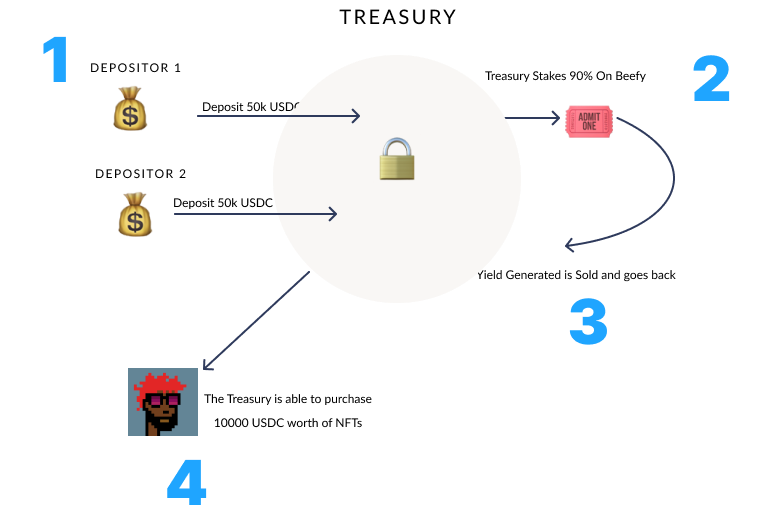 TREASURY
1
DEPOSITOR 1
Deposit 50k USDC
DEPOSITOR 2
Deposit 50k USDC
Treasury Stakes 90% On Beefy
2
ADMIT
ONE
Yield Generated is Sold and goes back
3
The Treasury is able to purchase
10000 USDC worth of NFTs
4